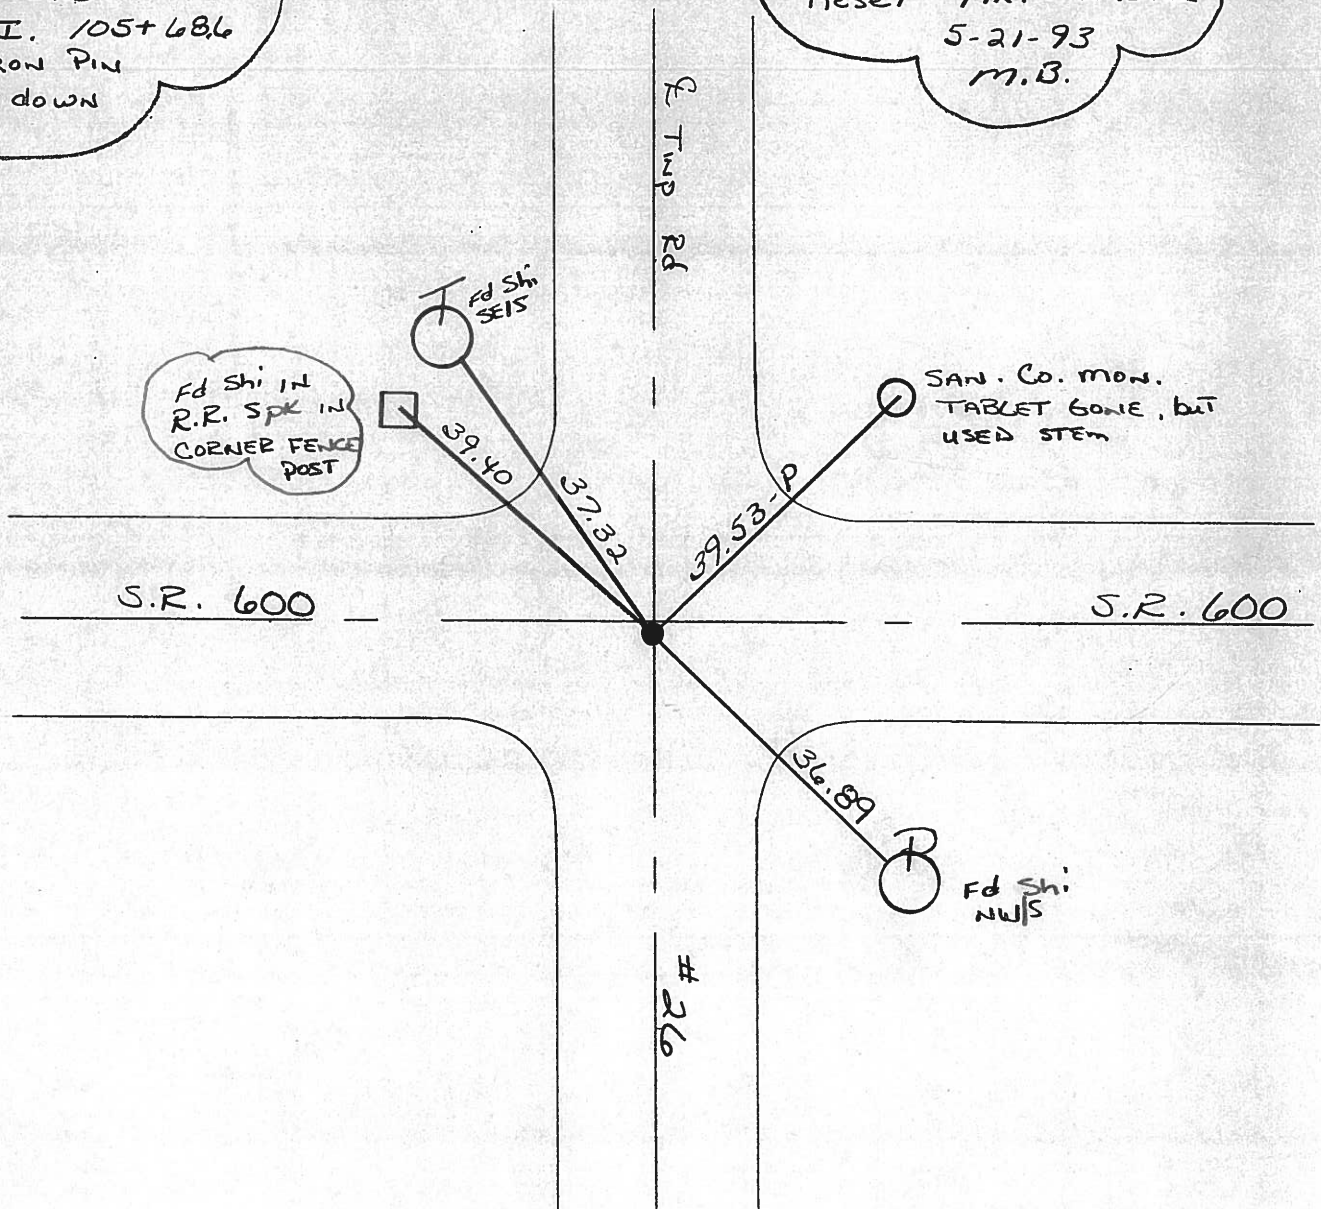 I. 105+68.6
PIN
down
5-21-93
M.B.
℄ Twp Rd
Fd Shi
SE/S
Fd Shi IN
R.R. Spk IN
CORNER FENCE
POST
39.40
37.32
39.53-P
SAN. CO. MON.
TABLET GONE, but
USED STEM
S.R. 600
S.R. 600
36.89
Fd Shi
NW/S
# 26